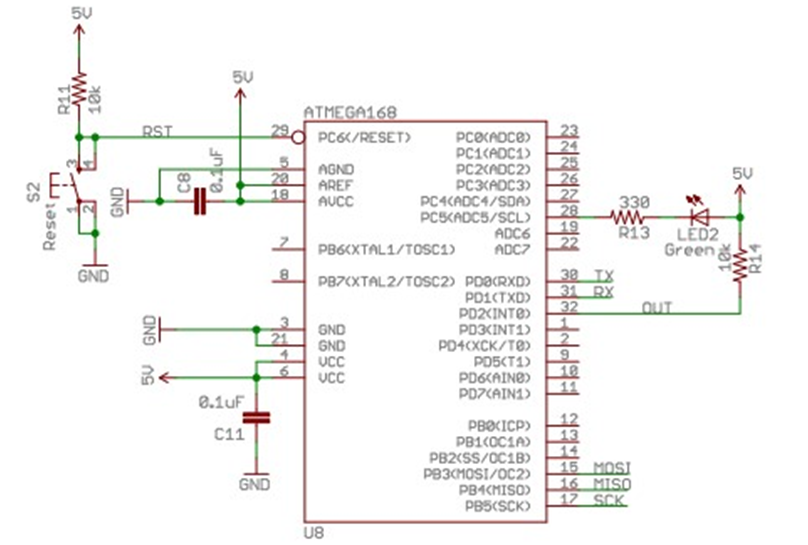 5V
R11
10k
RST
S2
Reset
3
4
1
2
GND
5V
GND
C8
0.1uF
ATMEGA168
29 PC6(/RESET)
5 AGND
20 AREF
18 AVCC
7 PB6(XTAL1/TOSC1)
8 PB7(XTAL2/TOSC2)
GND
3 GND
21 GND
4 VCC
5V
6 VCC
0.1uF
C11
GND
PC0(ADC0) 23
PC1(ADC1) 24
PC2(ADC2) 25
PC3(ADC3) 26
PC4(ADC4/SDA) 27
PC5(ADC5/SCL) 28
ADC6 19
ADC7 22
PD0(RXD) 30 TX
PD1(TXD) 31 RX
PD2(INT0) 32 OUT
PD3(INT1) 1
PD4(XCK/T0) 2
PD5(T1) 9
PD6(AIN0) 10
PD7(AIN1) 11
PB0(ICP) 12
PB1(OC1A) 13
PB2(SS/OC1B) 14
PB3(MOSI/OC2) 15 MOSI
PB4(MISO) 16 MISO
PB5(SCK) 17 SCK
U8
330
R13
LED2
Green
5V
10k
R14